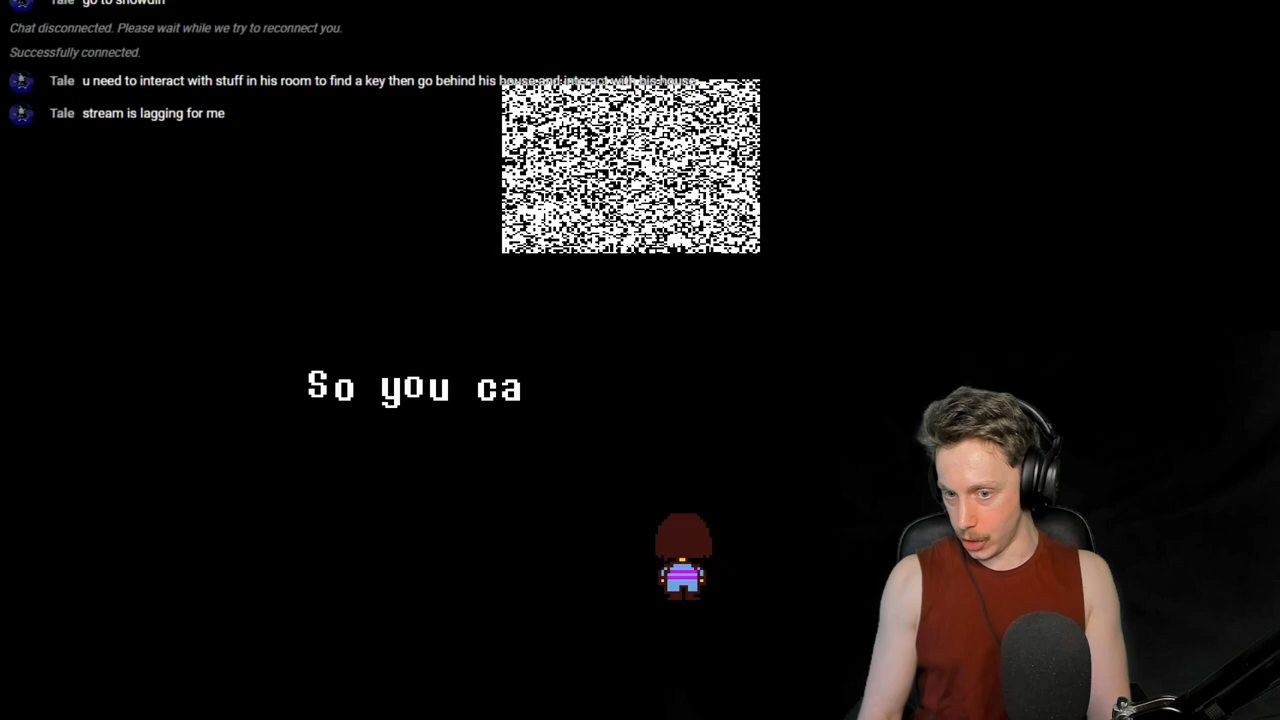 Tale go to snowdin
Chat disconnected. Please wait while we try to reconnect you.
Successfully connected.
Tale u need to interact with stuff in his room to find a key then go behind his house and interact with his house
Tale stream is lagging for me
So you ca